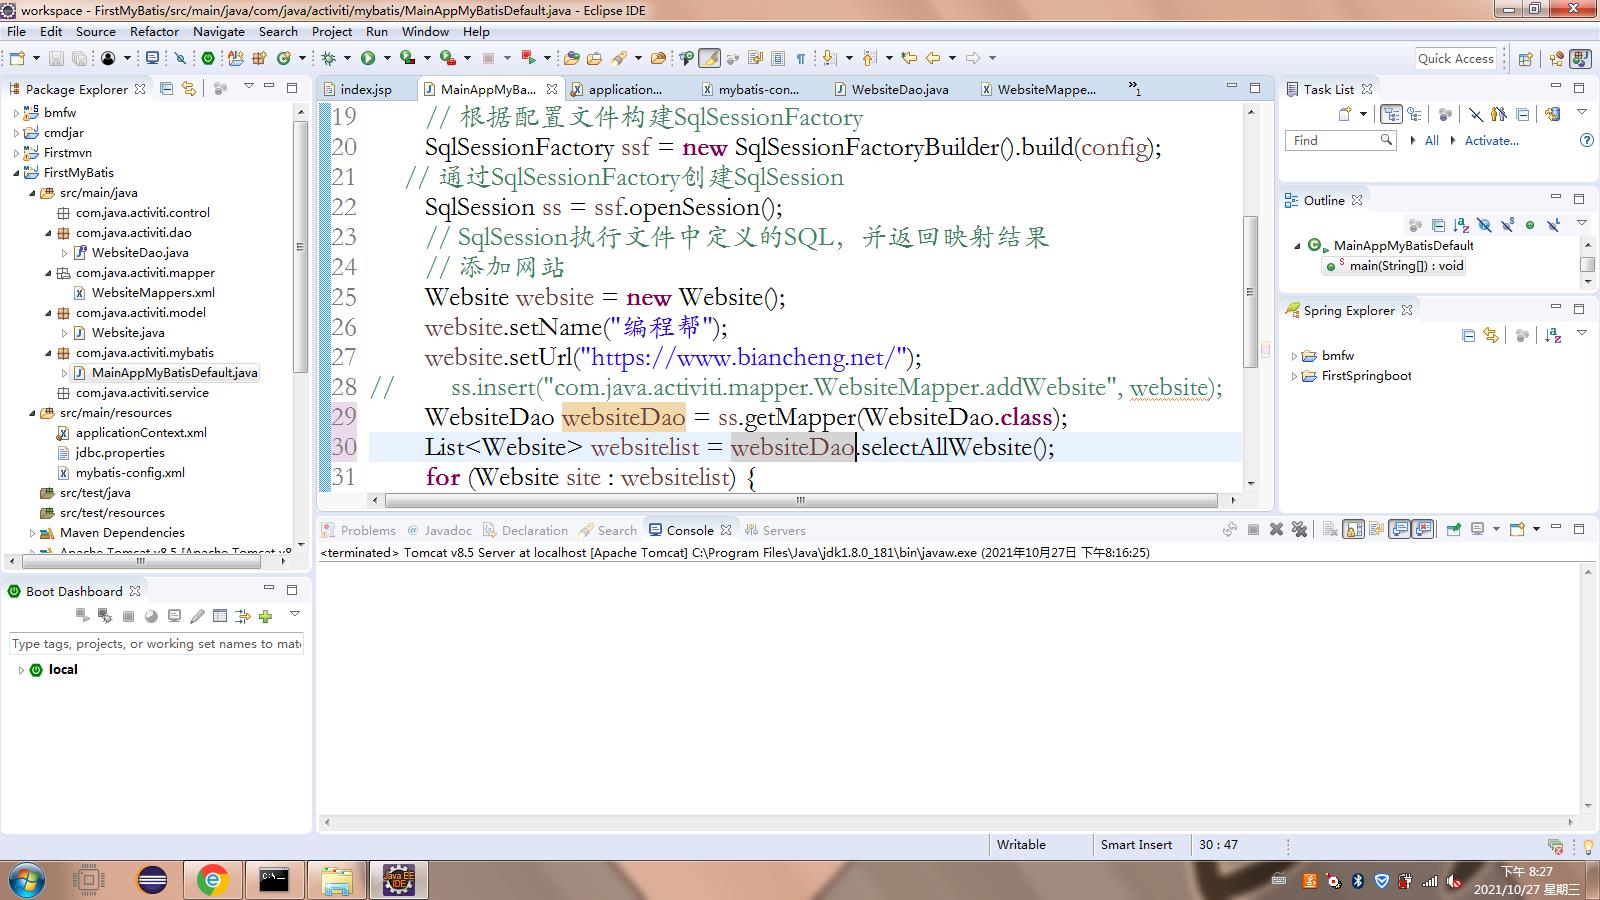 workspace - FirstMyBatis/src/main/java/com/java/activiti/mybatis/MainAppMyBatisDefault.java - Eclipse IDE
File Edit Source Refactor Navigate Search Project Run Window Help
Quick Access
Package Explorer
bmfw
cmdjar
Firstmvn
FirstMyBatis
src/main/java
com.java.activiti.control
com.java.activiti.dao
WebsiteDao.java
com.java.activiti.mapper
WebsiteMappers.xml
com.java.activiti.model
Website.java
com.java.activiti.mybatis
MainAppMyBatisDefault.java
com.java.activiti.service
src/main/resources
applicationContext.xml
jdbc.properties
mybatis-config.xml
src/test/java
src/test/resources
Maven Dependencies
Apache Tomcat v8.5 [Apache Tomcat v8
Boot Dashboard
Type tags, projects, or working set names to mat
local
index.jsp MainAppMyBa... application... mybatis-con... WebsiteDao.java WebsiteMappe... »1
19 // 根据配置文件构建SqlSessionFactory
20 SqlSessionFactory ssf = new SqlSessionFactoryBuilder().build(config);
21 // 通过SqlSessionFactory创建SqlSession
22 SqlSession ss = ssf.openSession();
23 // SqlSession执行文件中定义的SQL，并返回映射结果
24 // 添加网站
25 Website website = new Website();
26 website.setName("编程帮");
27 website.setUrl("https://www.biancheng.net/");
28 // ss.insert("com.java.activiti.mapper.WebsiteMapper.addWebsite", website);
29 WebsiteDao websiteDao = ss.getMapper(WebsiteDao.class);
30 List<Website> websitelist = websiteDao.selectAllWebsite();
31 for (Website site : websitelist) {
Problems Javadoc Declaration Search Console Servers
<terminated> Tomcat v8.5 Server at localhost [Apache Tomcat] C:\Program Files\Java\jdk1.8.0_181\bin\javaw.exe (2021年10月27日 下午8:16:25)
Task List
Find All Activate...
Outline
MainAppMyBatisDefault
main(String[]) : void
Spring Explorer
bmfw
FirstSpringboot
Writable Smart Insert 30 : 47
Java EE IDE
下午 8:27
2021/10/27 星期三